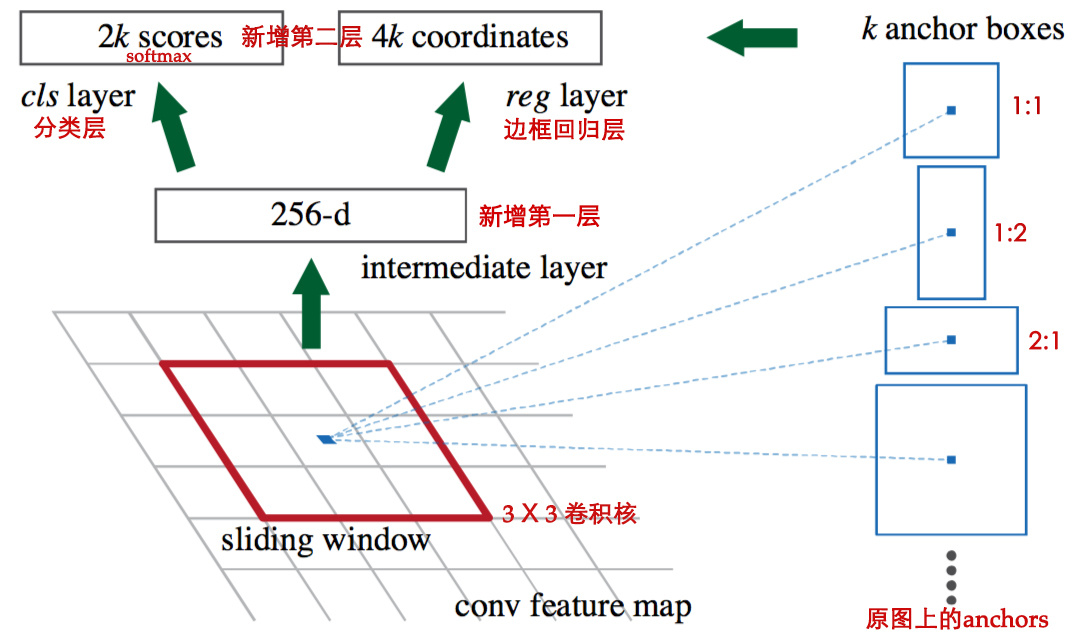 2k scores 新增第二层 4k coordinates
softmax
k anchor boxes
cls layer
分类层
reg layer
边框回归层
1:1
256-d 新增第一层
1:2
intermediate layer
2:1
3 X 3 卷积核
sliding window
conv feature map
原图上的anchors